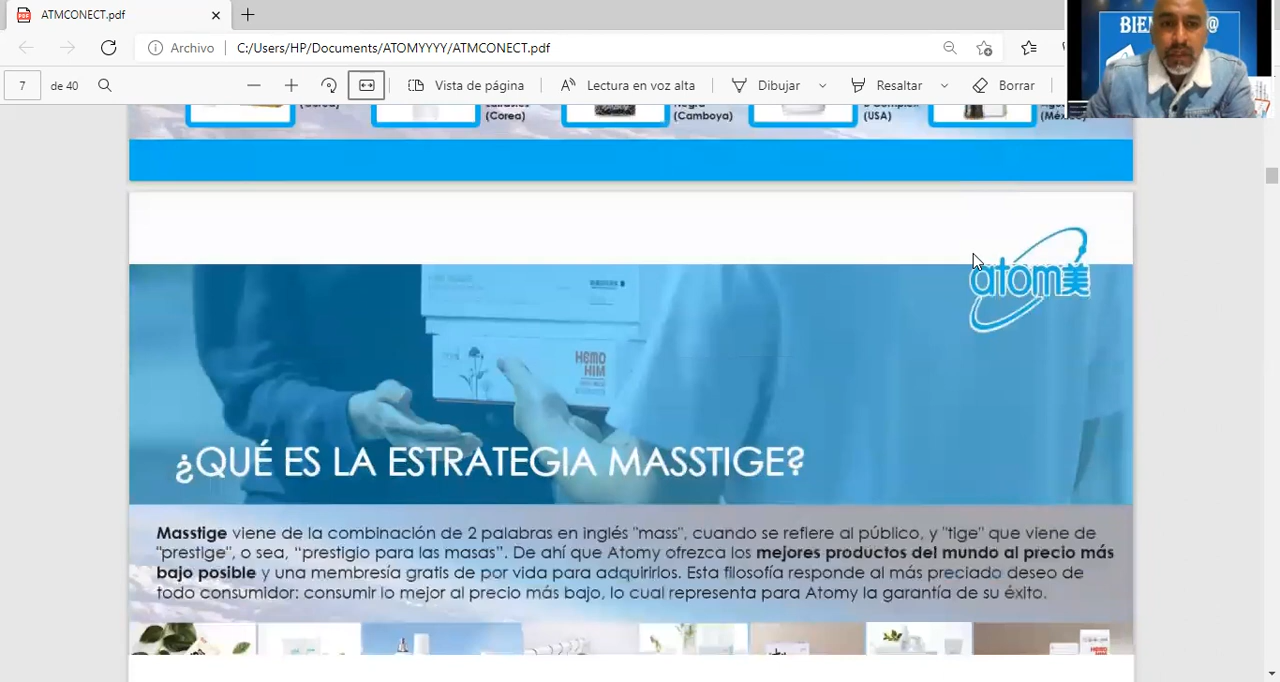 ATMCONECT.pdf
Archivo
C:/Users/HP/Documents/ATOMYYYY/ATMCONECT.pdf
BIEN
@
7
de 40
Vista de página
Lectura en voz alta
Dibujar
Resaltar
Borrar
(Corea)
(Corea)
Negra
(Camboya)
B Complex
(USA)
(México)
atom美
HEMO
HIM
¿QUÉ ES LA ESTRATEGIA MASSTIGE?
Masstige viene de la combinación de 2 palabras en inglés "mass", cuando se refiere al público, y "tige" que viene de
"prestige", o sea, “prestigio para las masas”. De ahí que Atomy ofrezca los mejores productos del mundo al precio más
bajo posible y una membresía gratis de por vida para adquirirlos. Esta filosofía responde al más preciado deseo de
todo consumidor: consumir lo mejor al precio más bajo, lo cual representa para Atomy la garantía de su éxito.
HEMO
HIM